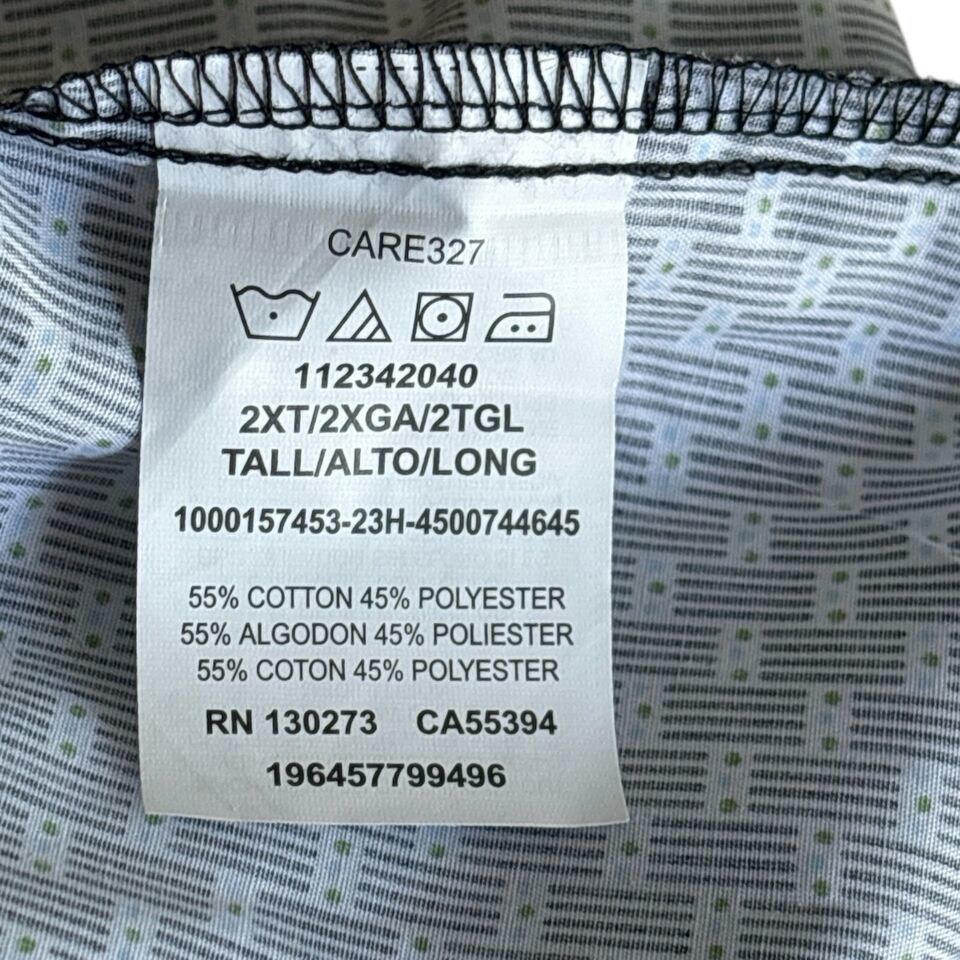 CARE327
112342040
2XT/2XGA/2TGL
TALL/ALTO/LONG
1000157453-23H-4500744645
55% COTTON 45% POLYESTER
55% ALGODON 45% POLIESTER
55% COTON 45% POLYESTER
RN 130273 CA55394
196457799496